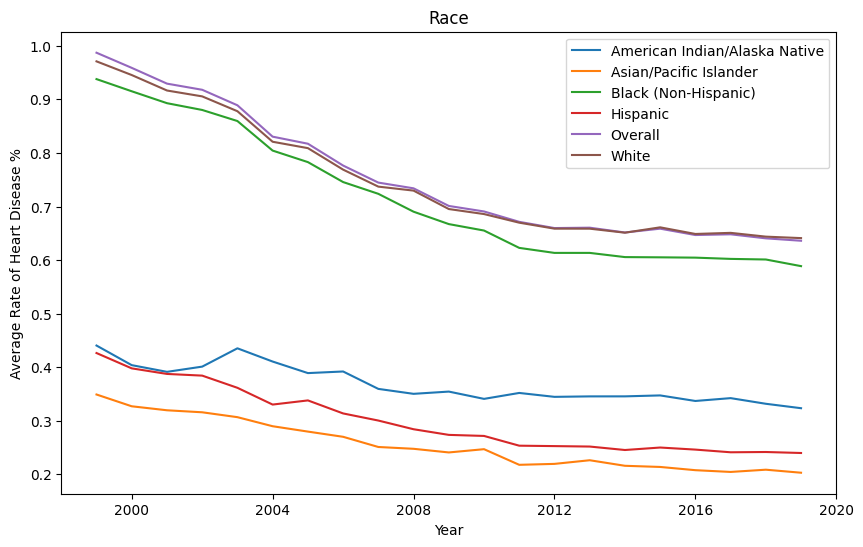 Race
American Indian/Alaska Native
Asian/Pacific Islander
Black (Non-Hispanic)
Hispanic
Overall
White
Average Rate of Heart Disease %
1.0
0.9
0.8
0.7
0.6
0.5
0.4
0.3
0.2
2000
2004
2008
2012
2016
2020
Year